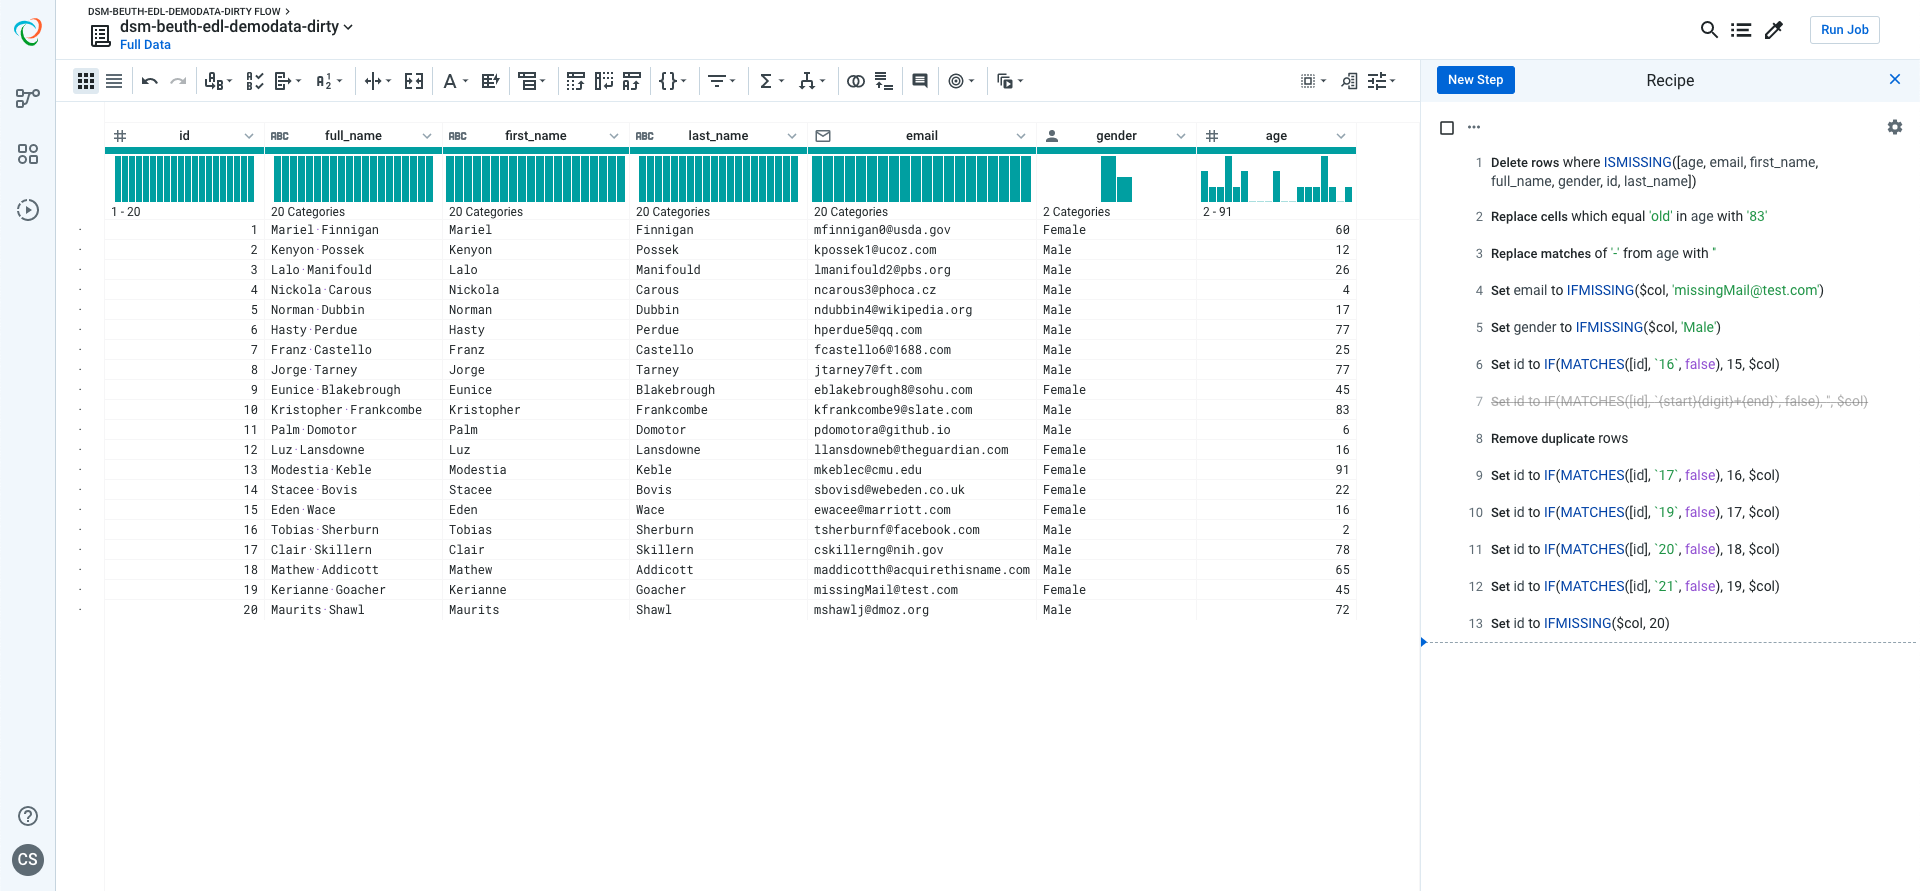 DSM-BEUTH-EDL-DEMODATA-DIRTY FLOW
dsm-beuth-edl-demodata-dirty
Full Data
Run Job
New Step
Recipe
id
ABC full_name
ABC first_name
ABC last_name
email
gender
age
1 - 20
20 Categories
20 Categories
20 Categories
20 Categories
2 Categories
2 - 91
1 Mariel·Finnigan Mariel Finnigan mfinnigan0@usda.gov Female 60
2 Kenyon·Possek Kenyon Possek kpossek1@ucoz.com Male 12
3 Lalo·Manifould Lalo Manifould lmanifould2@pbs.org Male 26
4 Nickola·Carous Nickola Carous ncarous3@phoca.cz Male 4
5 Norman·Dubbin Norman Dubbin ndubbin4@wikipedia.org Male 17
6 Hasty·Perdue Hasty Perdue hperdue5@qq.com Male 77
7 Franz·Castello Franz Castello fcastello6@1688.com Male 25
8 Jorge·Tarney Jorge Tarney jtarney7@ft.com Male 77
9 Eunice·Blakebrough Eunice Blakebrough eblakebrough8@sohu.com Female 45
10 Kristopher·Frankcombe Kristopher Frankcombe kfrankcombe9@slate.com Male 83
11 Palm·Domotor Palm Domotor pdomotora@github.io Male 6
12 Luz·Lansdowne Luz Lansdowne llansdowneb@theguardian.com Female 16
13 Modestia·Keble Modestia Keble mkeblec@cmu.edu Female 91
14 Stacee·Bovis Stacee Bovis sbovisd@webeden.co.uk Female 22
15 Eden·Wace Eden Wace ewacee@marriott.com Female 16
16 Tobias·Sherburn Tobias Sherburn tsherburnf@facebook.com Male 2
17 Clair·Skillern Clair Skillern cskillerng@nih.gov Male 78
18 Mathew·Addicott Mathew Addicott maddicotth@acquirethisname.com Male 65
19 Kerianne·Goacher Kerianne Goacher missingMail@test.com Female 45
20 Maurits·Shawl Maurits Shawl mshawlj@dmoz.org Male 72
1 Delete rows where ISMISSING([age, email, first_name,
full_name, gender, id, last_name])
2 Replace cells which equal 'old' in age with '83'
3 Replace matches of '-' from age with ''
4 Set email to IFMISSING($col, 'missingMail@test.com')
5 Set gender to IFMISSING($col, 'Male')
6 Set id to IF(MATCHES([id], `16`, false), 15, $col)
7 Set id to IF(MATCHES([id], `{start}{digit}+{end}`, false), '', $col)
8 Remove duplicate rows
9 Set id to IF(MATCHES([id], `17`, false), 16, $col)
10 Set id to IF(MATCHES([id], `19`, false), 17, $col)
11 Set id to IF(MATCHES([id], `20`, false), 18, $col)
12 Set id to IF(MATCHES([id], `21`, false), 19, $col)
13 Set id to IFMISSING($col, 20)
CS